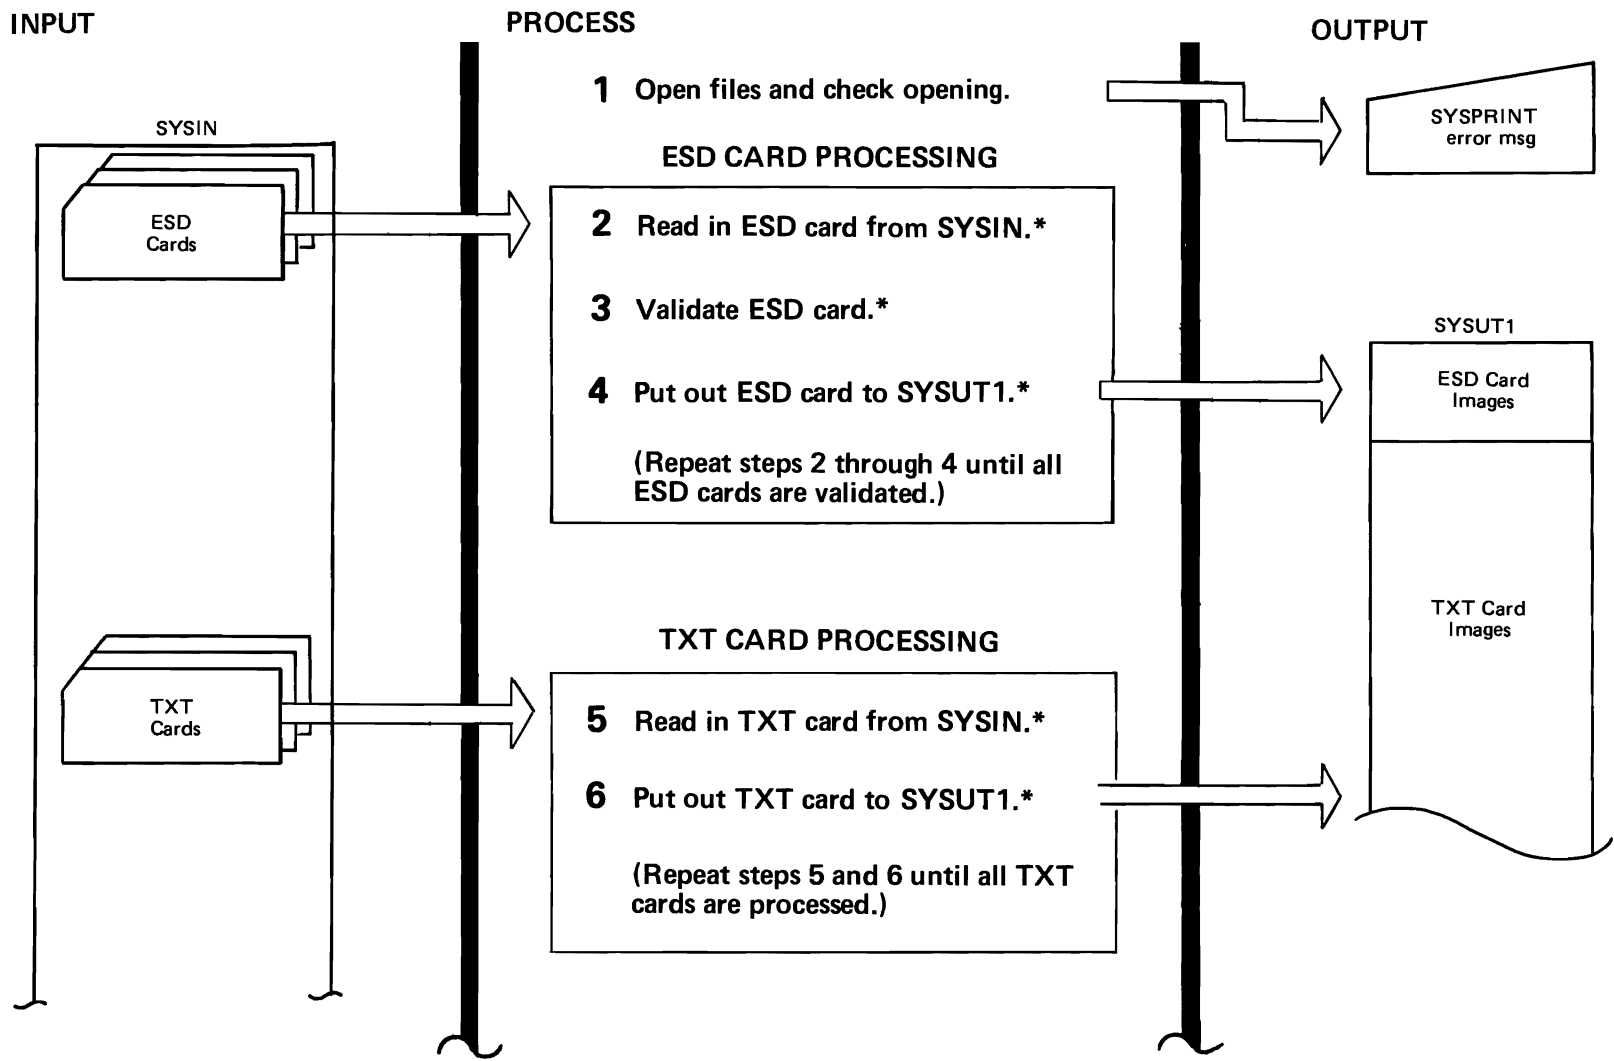 INPUT
PROCESS
OUTPUT
1 Open files and check opening.
SYSPRINT
error msg
SYSIN
ESD CARD PROCESSING
ESD
Cards
2 Read in ESD card from SYSIN.*
3 Validate ESD card.*
4 Put out ESD card to SYSUT1.*
(Repeat steps 2 through 4 until all
ESD cards are validated.)
SYSUT1
ESD Card
Images
TXT Card
Images
TXT CARD PROCESSING
TXT
Cards
5 Read in TXT card from SYSIN.*
6 Put out TXT card to SYSUT1.*
(Repeat steps 5 and 6 until all TXT
cards are processed.)